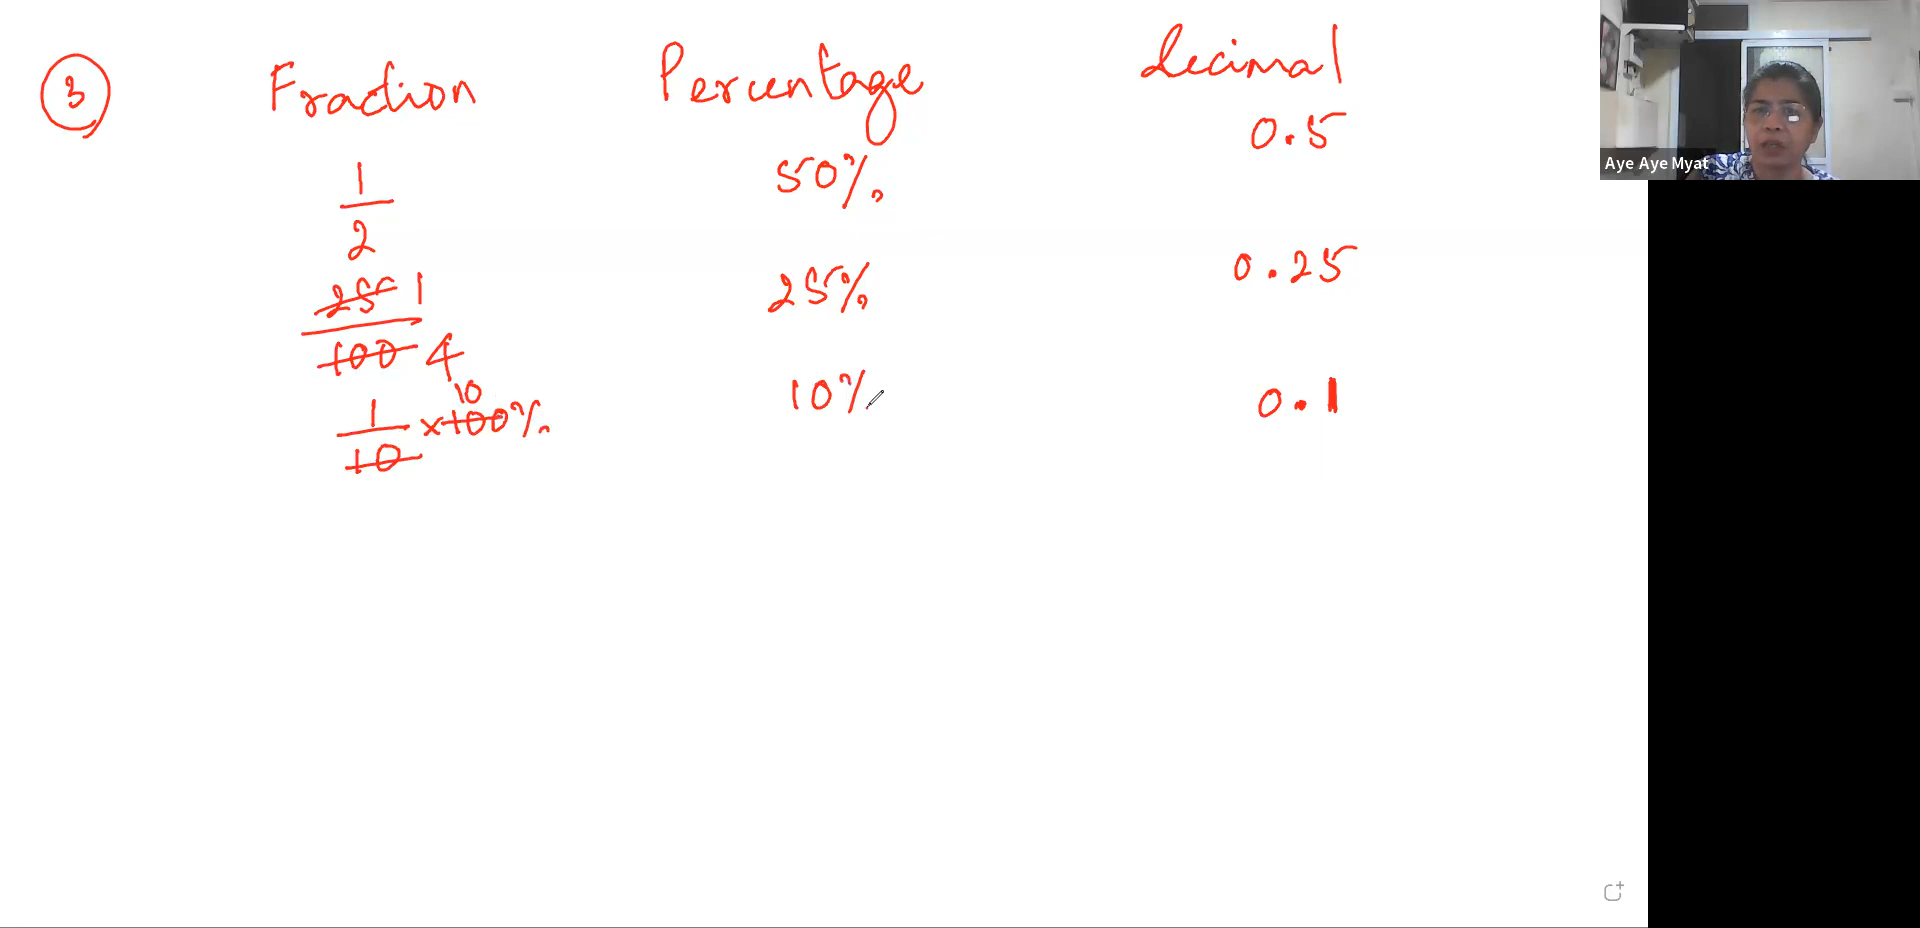 3 Fraction Percentage decimal
1/2 50% 0.5
25 1
100 4
25% 0.25
1/10 ×100% 10
10% 0.1
Aye Aye Myat